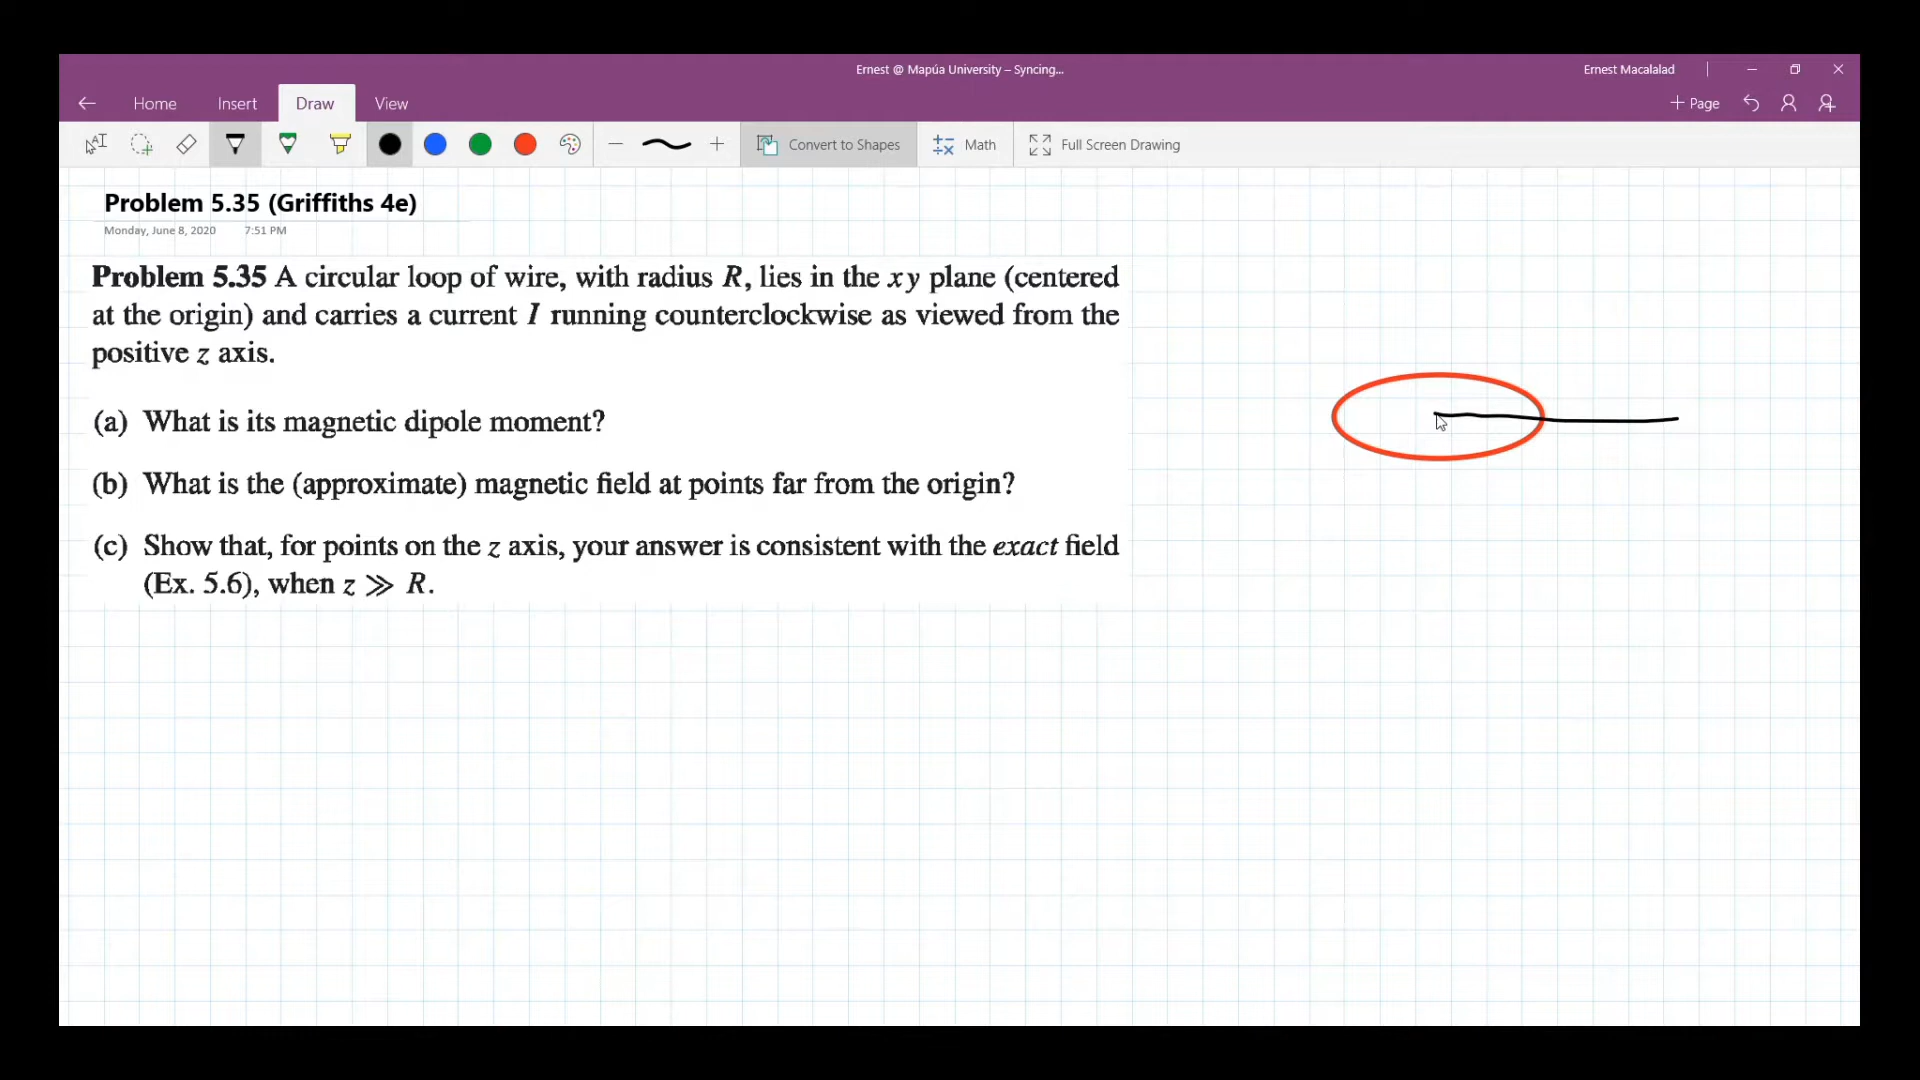 Ernest @ Mapúa University – Syncing...
Ernest Macalalad
Home Insert Draw View
Page
Convert to Shapes
Math
Full Screen Drawing
Problem 5.35 (Griffiths 4e)
Monday, June 8, 2020 7:51 PM
Problem 5.35 A circular loop of wire, with radius R, lies in the xy plane (centered
at the origin) and carries a current I running counterclockwise as viewed from the
positive z axis.
(a) What is its magnetic dipole moment?
(b) What is the (approximate) magnetic field at points far from the origin?
(c) Show that, for points on the z axis, your answer is consistent with the exact field
(Ex. 5.6), when z ≫ R.